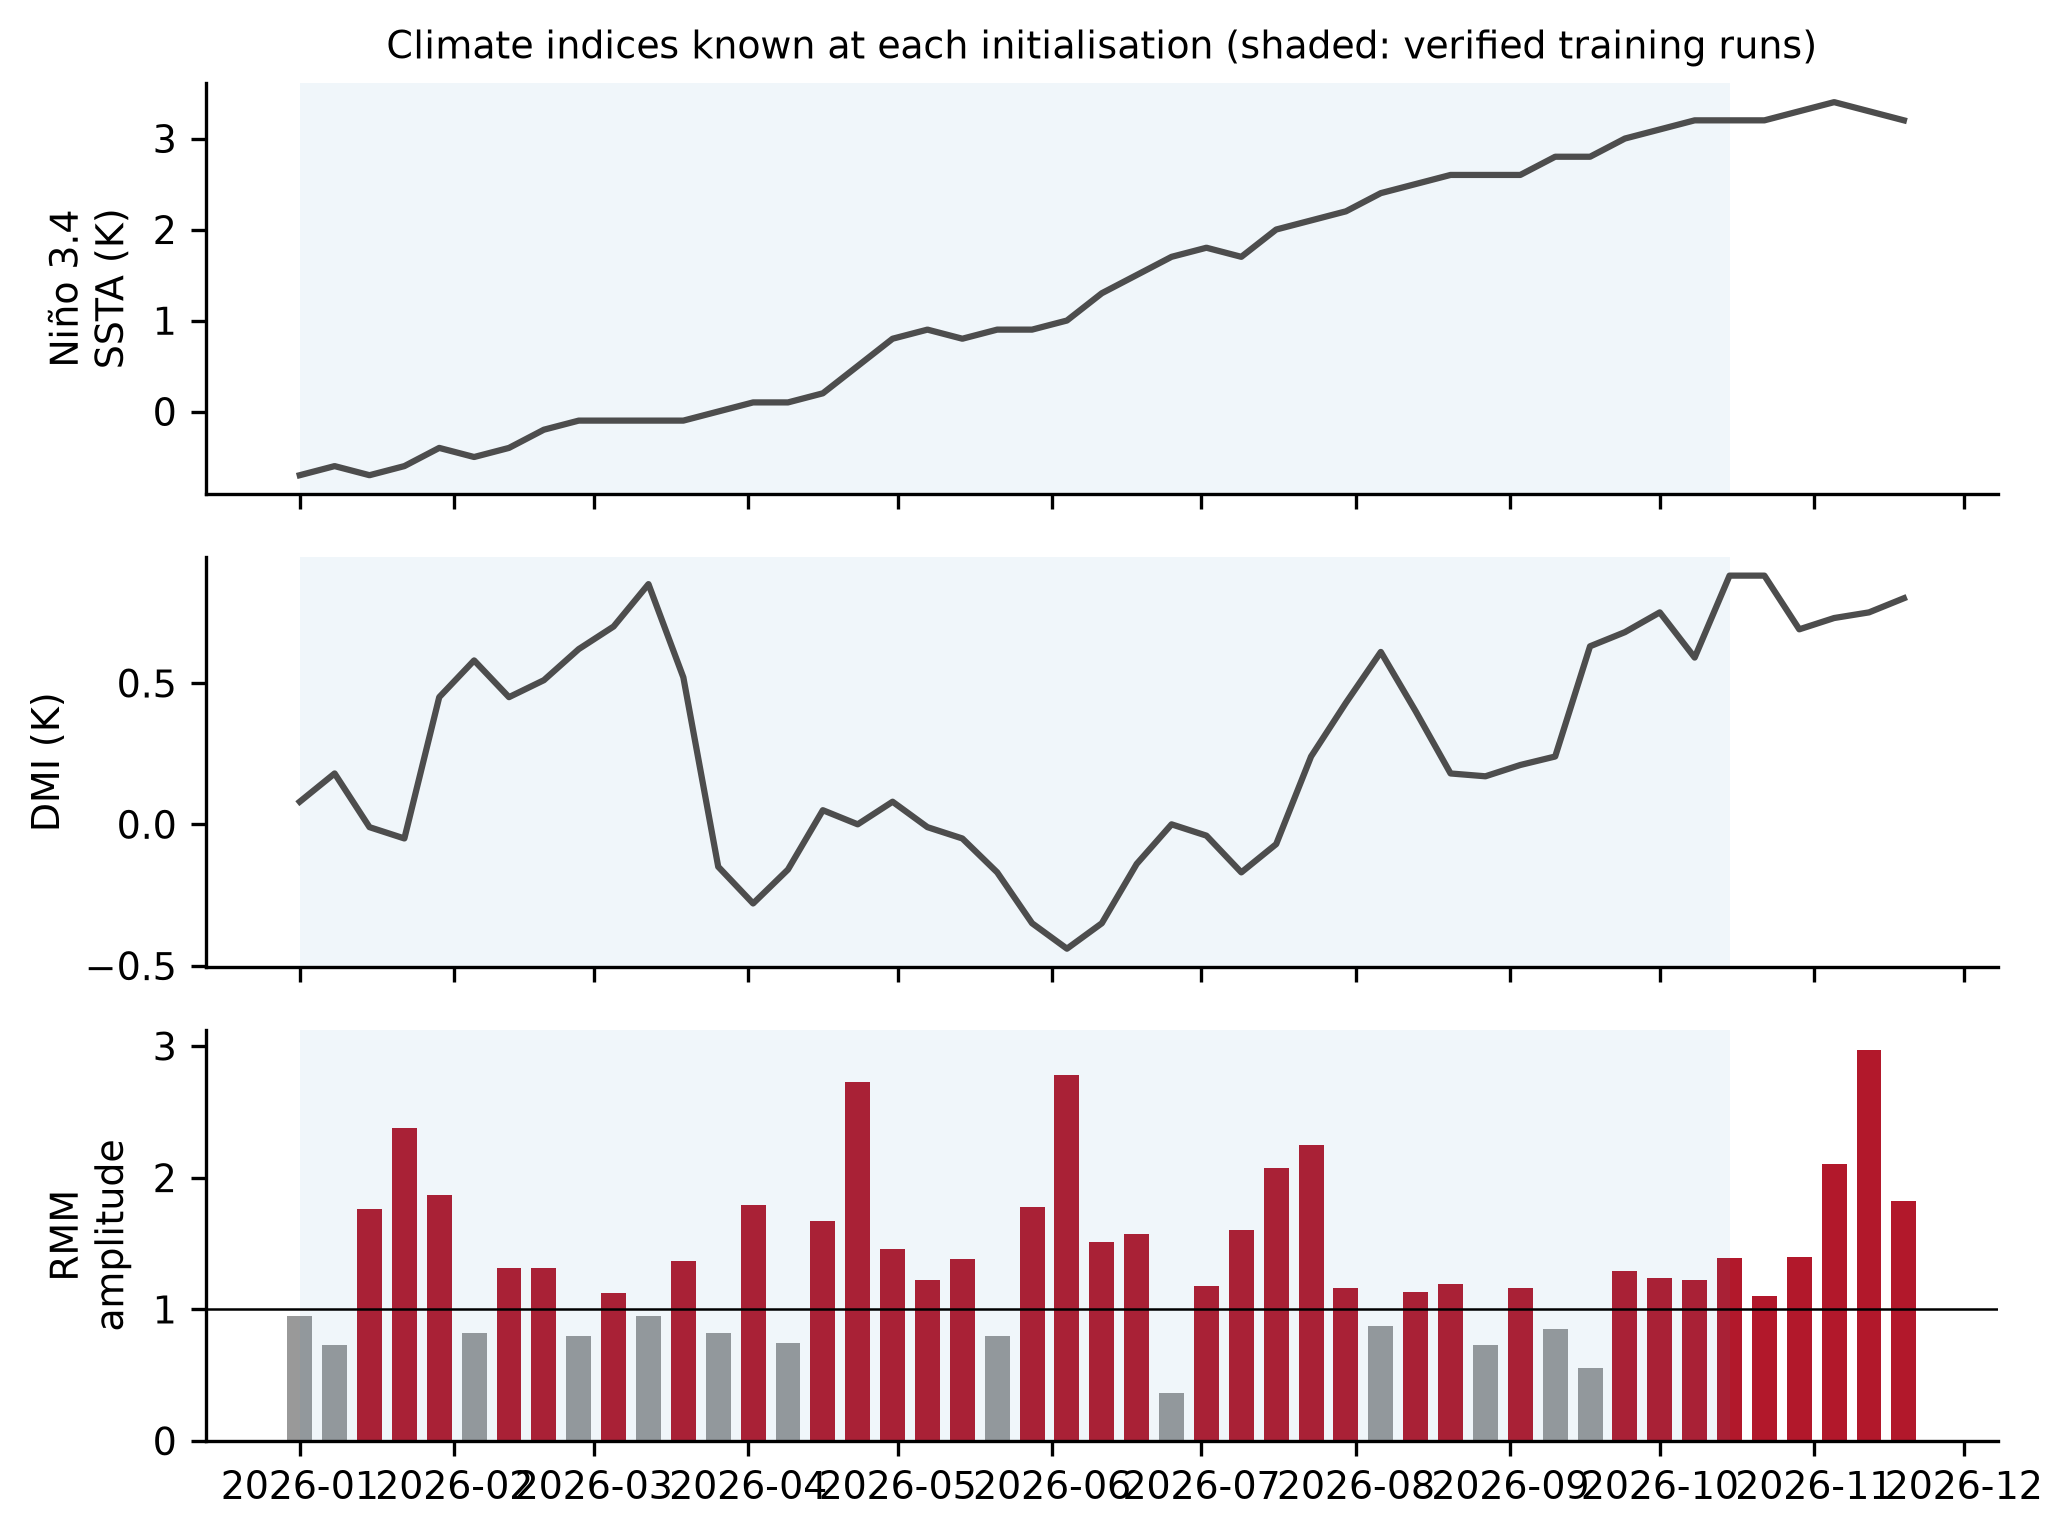 Climate indices known at each initialisation (shaded: verified training runs)
Niño 3.4
SSTA (K)
3
2
1
0
DMI (K)
0.5
0.0
−0.5
RMM
amplitude
3
2
1
0
2026-01 2026-02 2026-03 2026-04 2026-05 2026-06 2026-07 2026-08 2026-09 2026-10 2026-11 2026-12